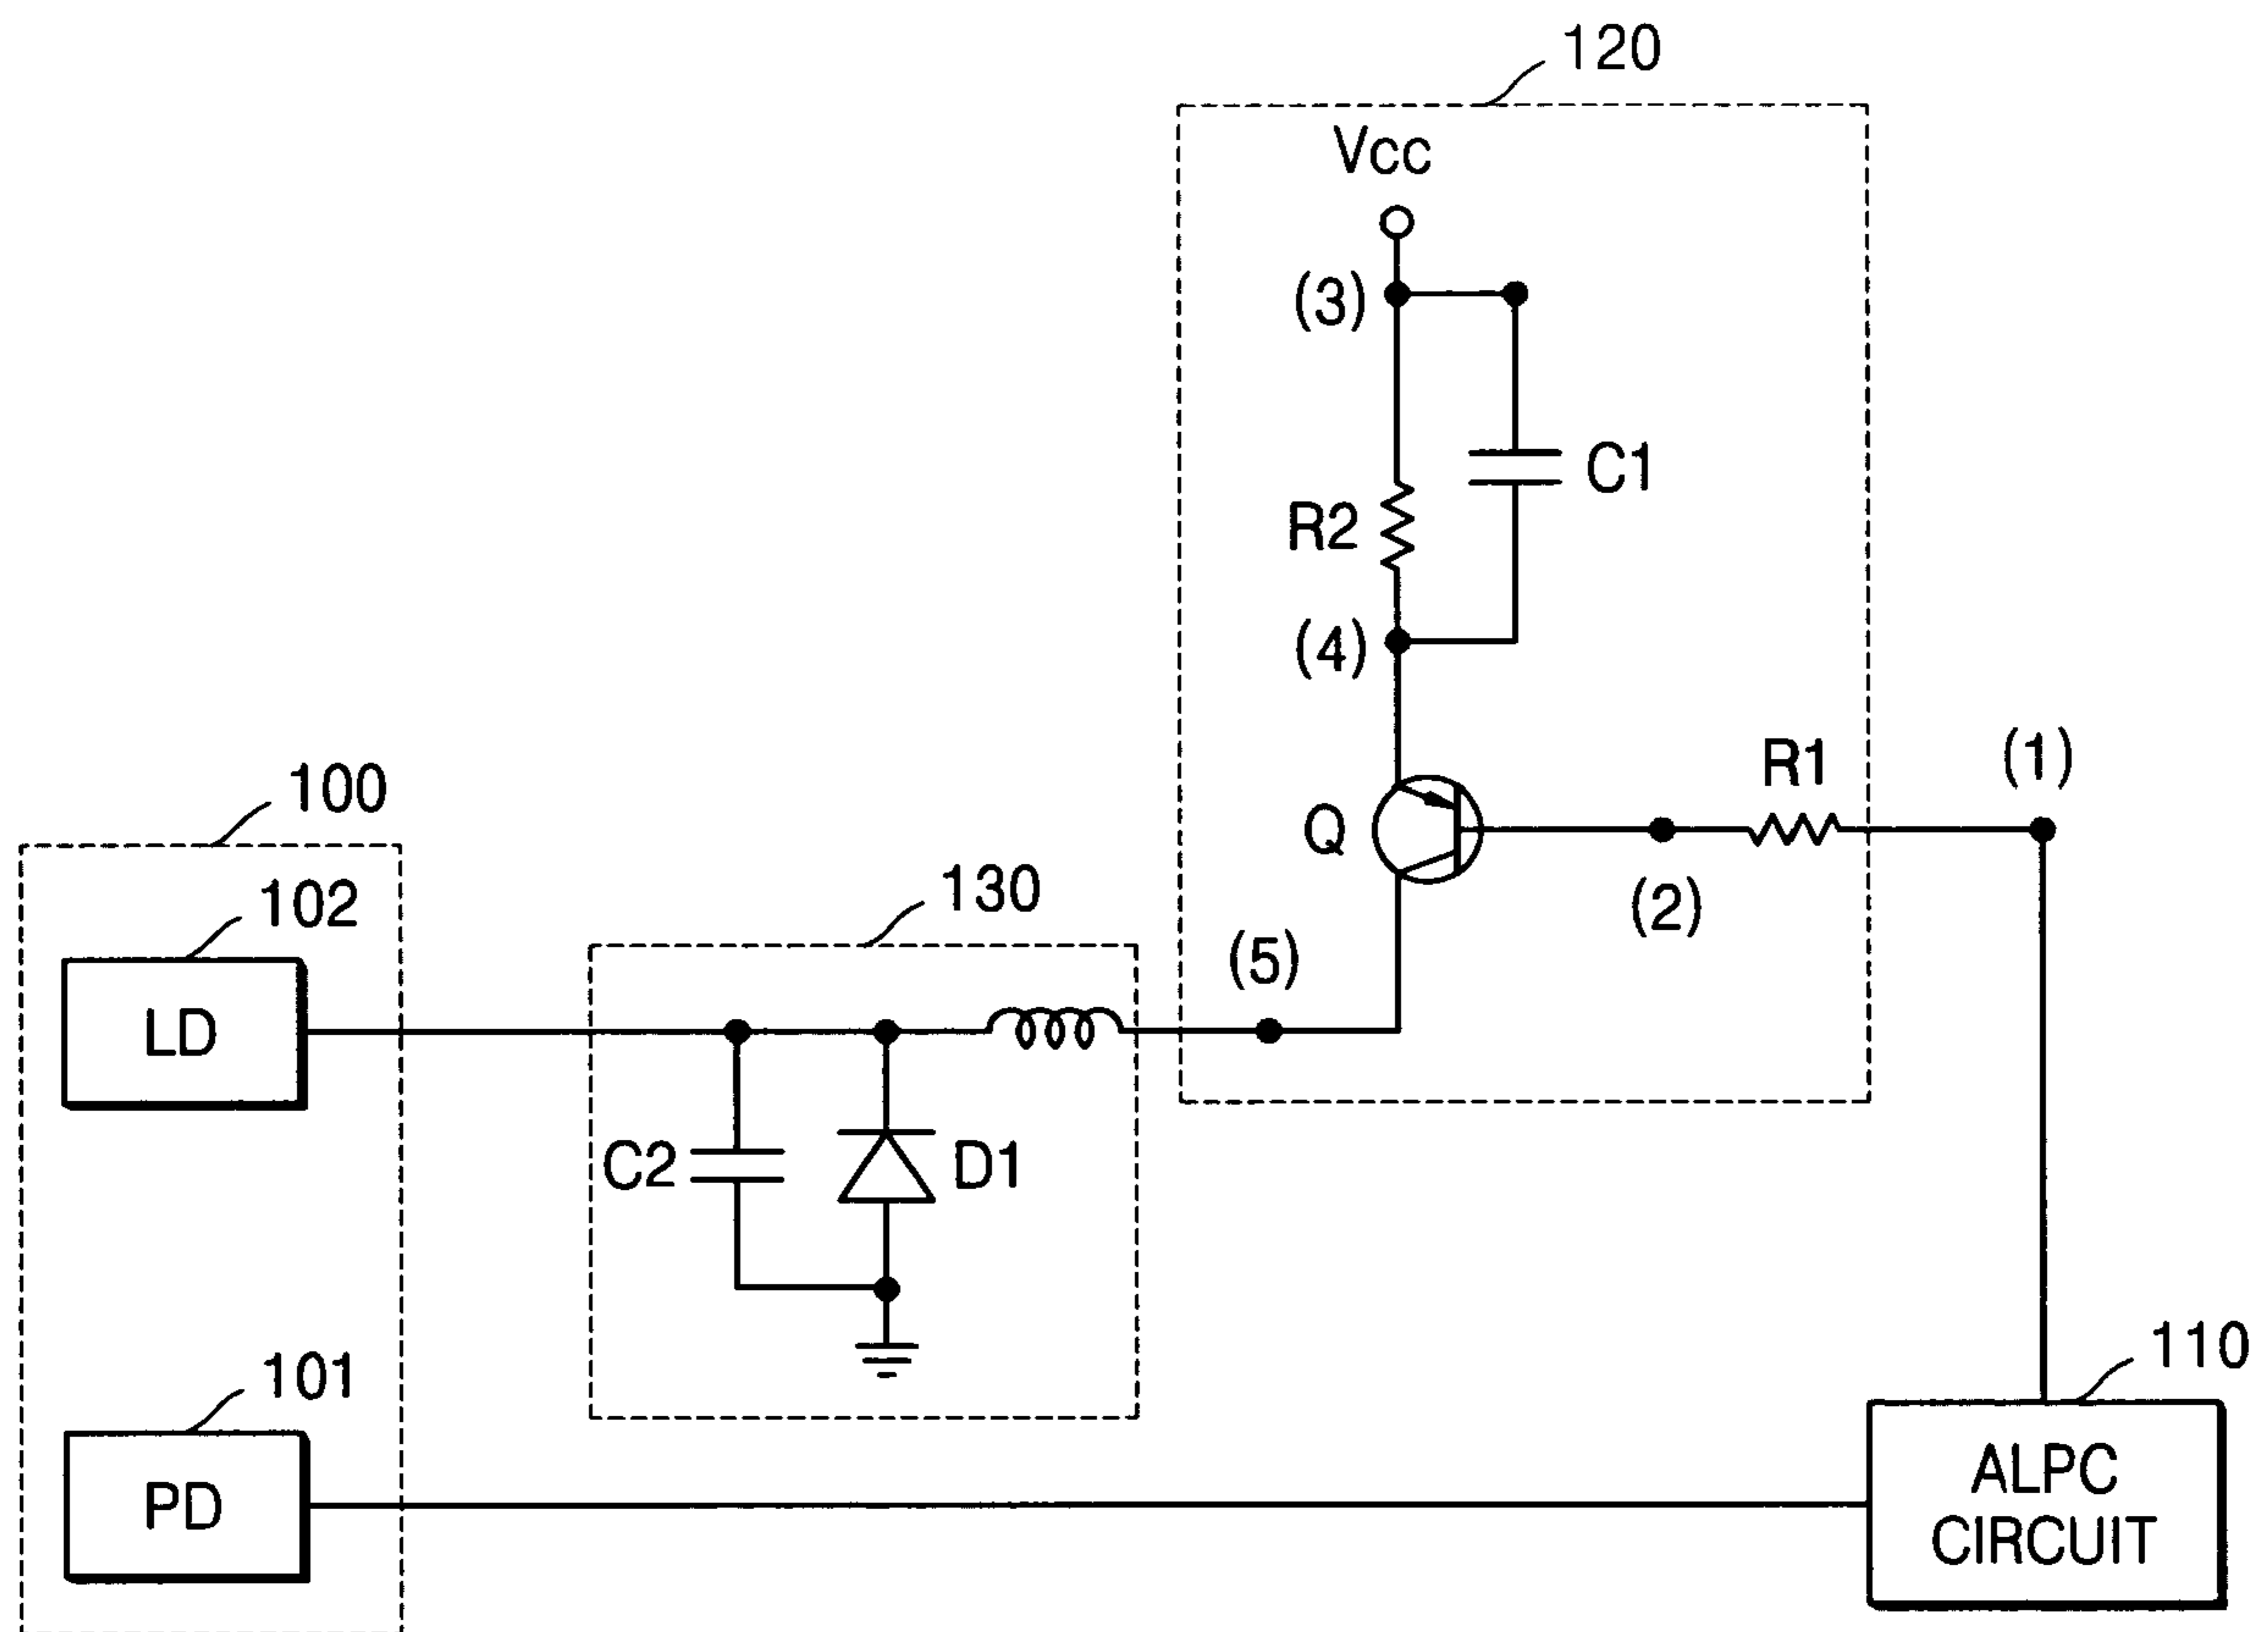 120
Vcc
(3)
C1
R2
(4)
R1
(1)
100
Q
102
130
(2)
(5)
LD
C2
D1
110
101
ALPC
PD
CIRCUIT